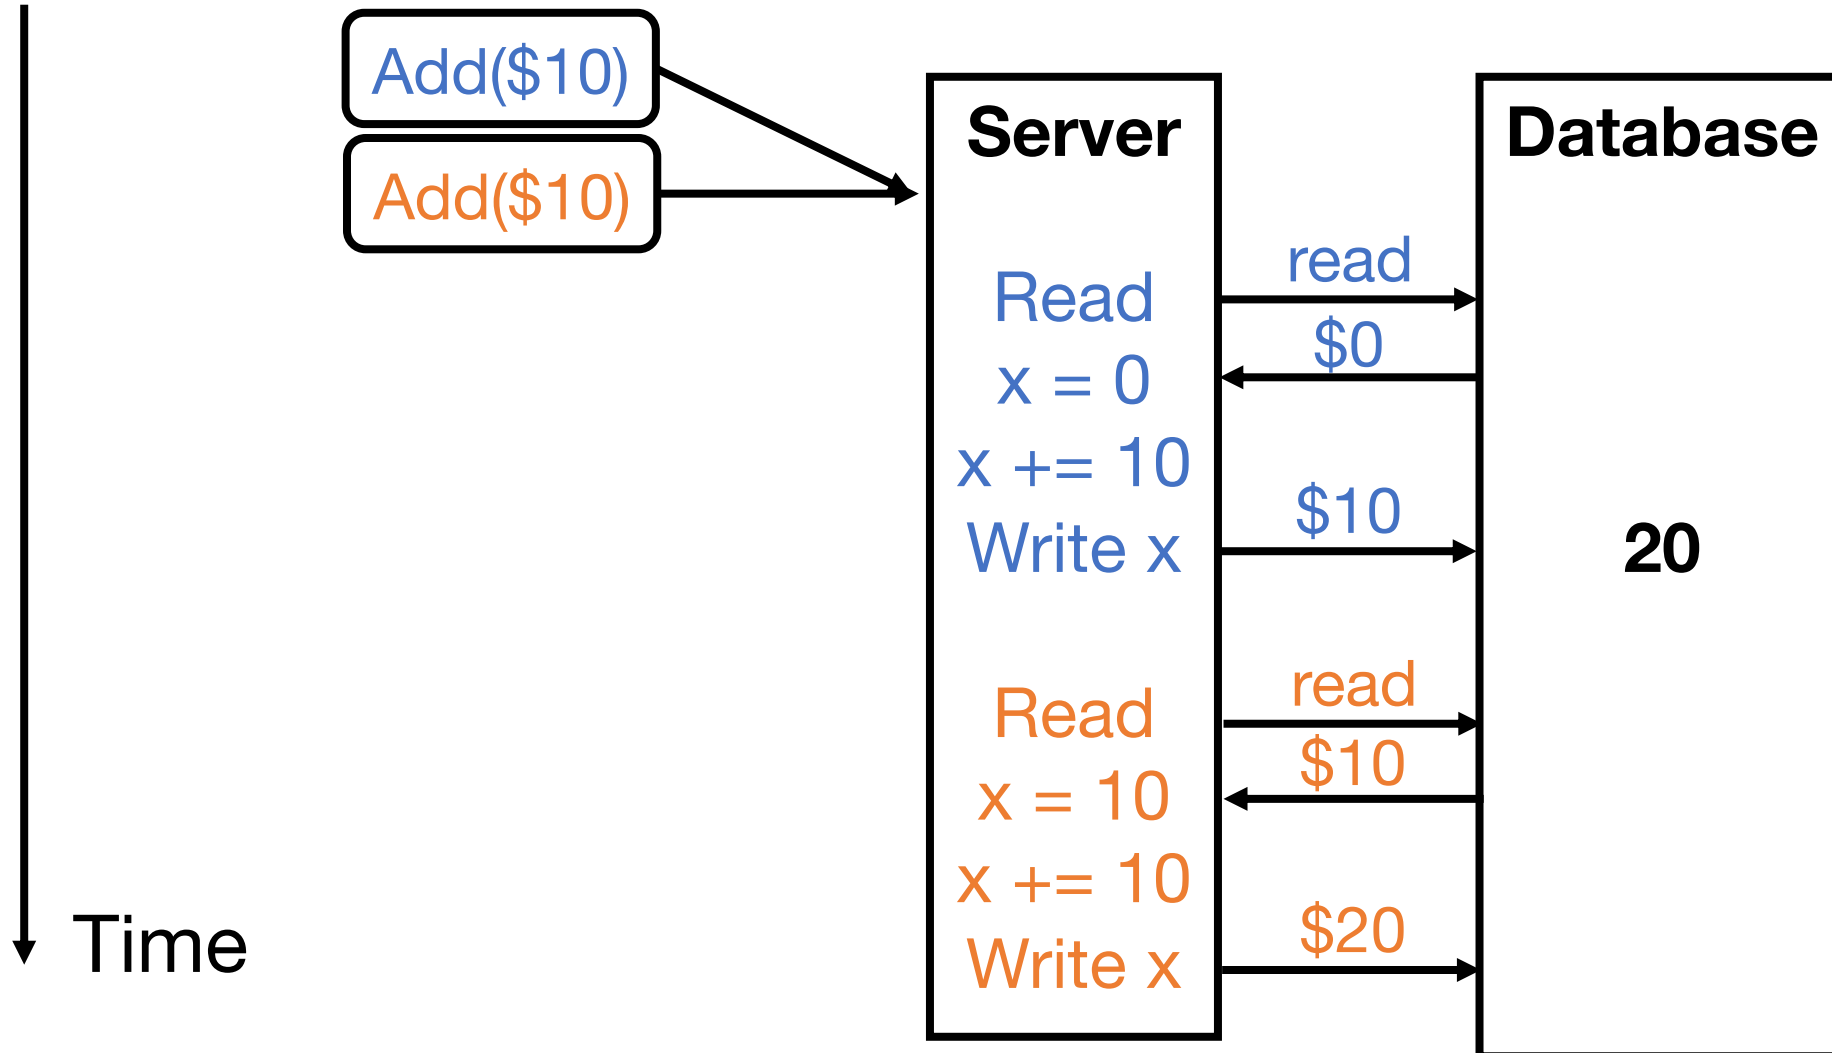 Add($10)
Add($10)
Server
Database
Read
read
x = 0
$0
x += 10
Write x
$10
20
Read
read
x = 10
$10
x += 10
Write x
$20
Time